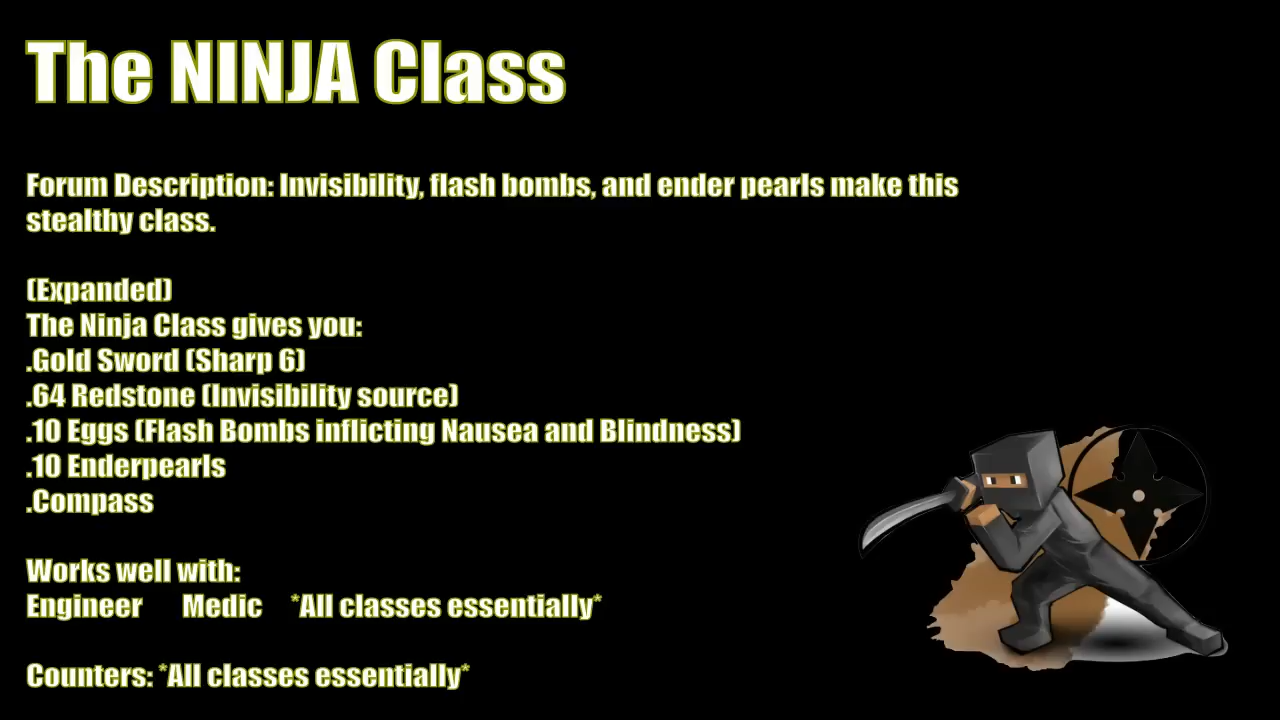 The NINJA Class
Forum Description: Invisibility, flash bombs, and ender pearls make this
stealthy class.
(Expanded)
The Ninja Class gives you:
.Gold Sword (Sharp 6)
.64 Redstone (Invisibility source)
.10 Eggs (Flash Bombs inflicting Nausea and Blindness)
.10 Enderpearls
.Compass
Works well with:
Engineer Medic *All classes essentially*
Counters: *All classes essentially*